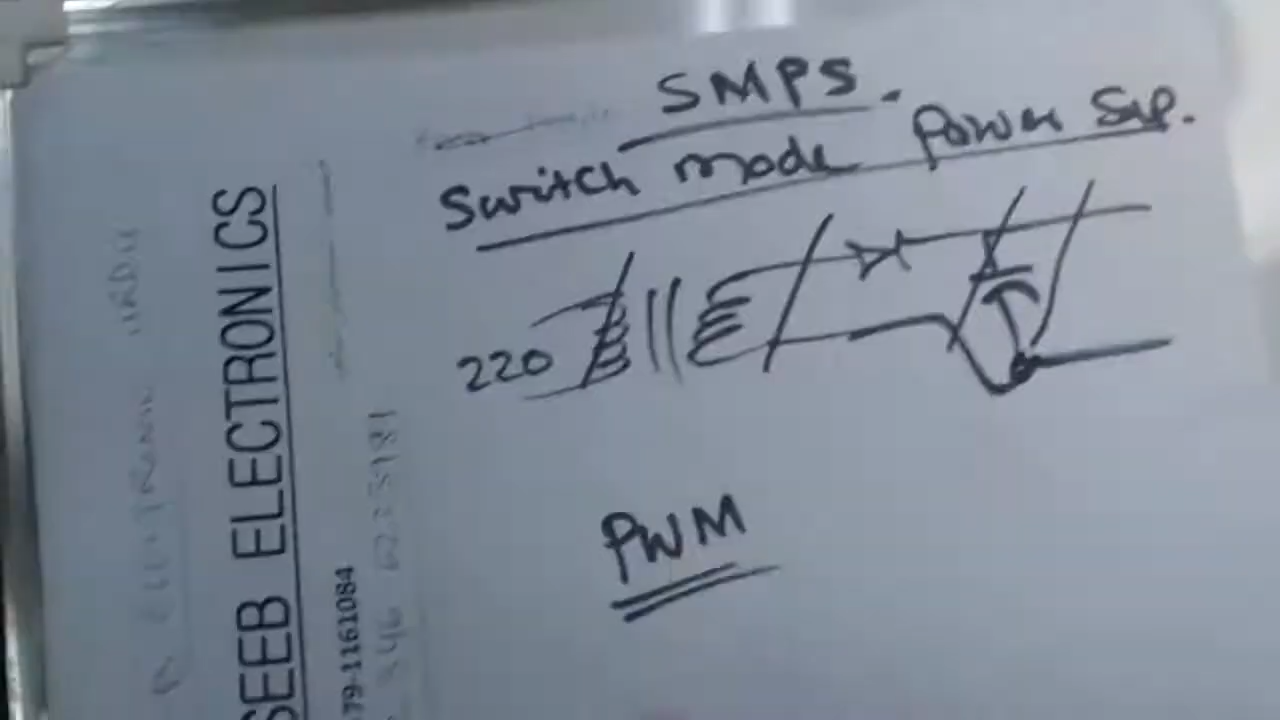 SMPS.
Switch mode Power Sup.
220
PWM
SEEB ELECTRONICS
79-1161084